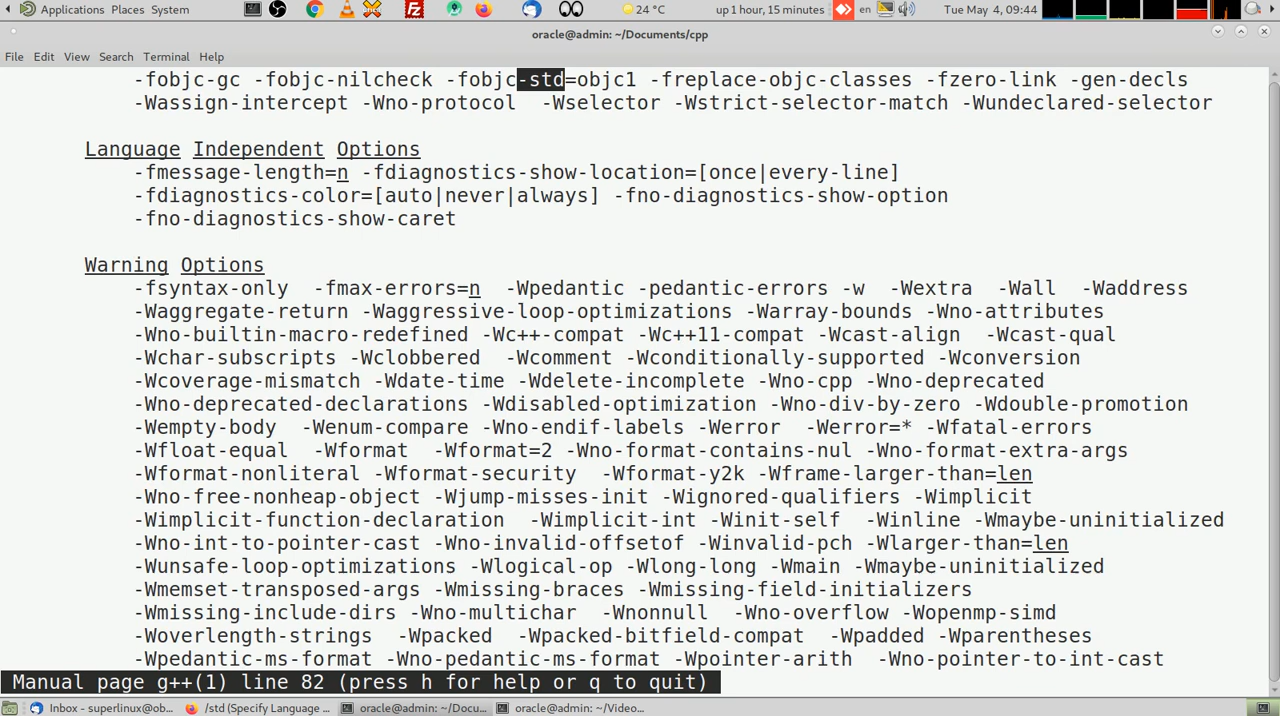 Applications Places System 24 °C up 1 hour, 15 minutes en Tue May 4, 09:44
oracle@admin: ~/Documents/cpp
File Edit View Search Terminal Help
-fobjc-gc -fobjc-nilcheck -fobjc-std=objc1 -freplace-objc-classes -fzero-link -gen-decls
-Wassign-intercept -Wno-protocol -Wselector -Wstrict-selector-match -Wundeclared-selector
Language Independent Options
-fmessage-length=n -fdiagnostics-show-location=[once|every-line]
-fdiagnostics-color=[auto|never|always] -fno-diagnostics-show-option
-fno-diagnostics-show-caret
Warning Options
-fsyntax-only -fmax-errors=n -Wpedantic -pedantic-errors -w -Wextra -Wall -Waddress
-Waggregate-return -Waggressive-loop-optimizations -Warray-bounds -Wno-attributes
-Wno-builtin-macro-redefined -Wc++-compat -Wc++11-compat -Wcast-align -Wcast-qual
-Wchar-subscripts -Wclobbered -Wcomment -Wconditionally-supported -Wconversion
-Wcoverage-mismatch -Wdate-time -Wdelete-incomplete -Wno-cpp -Wno-deprecated
-Wno-deprecated-declarations -Wdisabled-optimization -Wno-div-by-zero -Wdouble-promotion
-Wempty-body -Wenum-compare -Wno-endif-labels -Werror -Werror=* -Wfatal-errors
-Wfloat-equal -Wformat -Wformat=2 -Wno-format-contains-nul -Wno-format-extra-args
-Wformat-nonliteral -Wformat-security -Wformat-y2k -Wframe-larger-than=len
-Wno-free-nonheap-object -Wjump-misses-init -Wignored-qualifiers -Wimplicit
-Wimplicit-function-declaration -Wimplicit-int -Winit-self -Winline -Wmaybe-uninitialized
-Wno-int-to-pointer-cast -Wno-invalid-offsetof -Winvalid-pch -Wlarger-than=len
-Wunsafe-loop-optimizations -Wlogical-op -Wlong-long -Wmain -Wmaybe-uninitialized
-Wmemset-transposed-args -Wmissing-braces -Wmissing-field-initializers
-Wmissing-include-dirs -Wno-multichar -Wnonnull -Wno-overflow -Wopenmp-simd
-Woverlength-strings -Wpacked -Wpacked-bitfield-compat -Wpadded -Wparentheses
-Wpedantic-ms-format -Wno-pedantic-ms-format -Wpointer-arith -Wno-pointer-to-int-cast
Manual page g++(1) line 82 (press h for help or q to quit)
Inbox - superlinux@ob... /std (Specify Language ... oracle@admin: ~/Docu... oracle@admin: ~/Video...